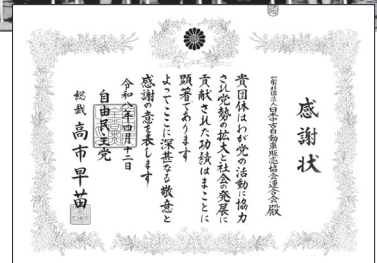 感謝状
一般社団法人日本中古自動車販売協会連合会殿
貴団体はわが党の活動に協力
され党勢の拡大と社会の発展に
貢献された功績はまことに
顕著であります
よってここに深甚なる敬意と
感謝の意を表します
令和八年四月十二日
自由民主党
総裁 高市早苗